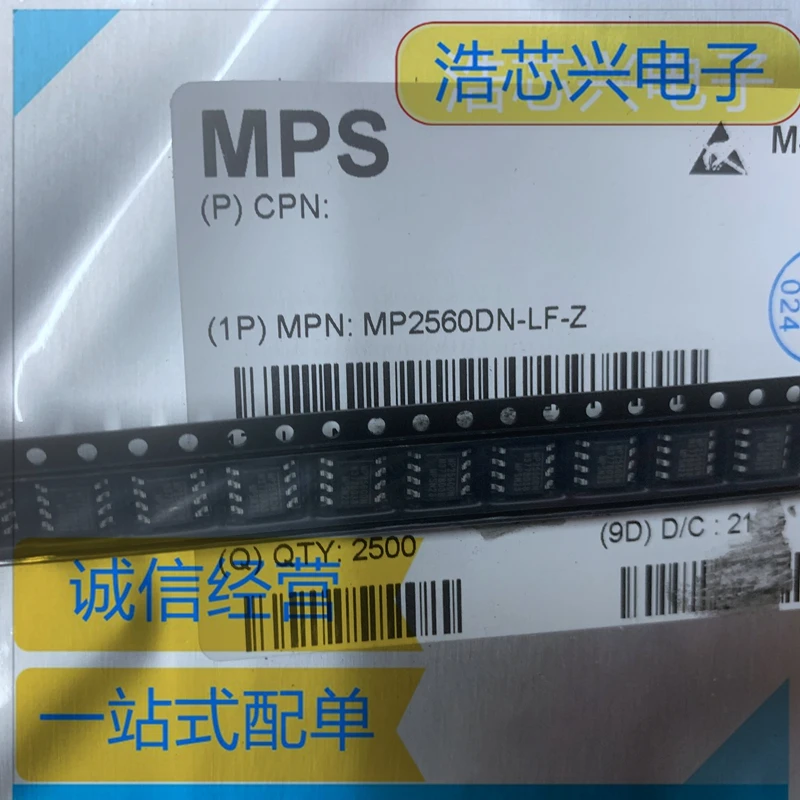 浩芯兴电子
MPS
M
(P) CPN:
(1P) MPN: MP2560DN-LF-Z
024
(Q) QTY: 2500
(9D) D/C : 21
诚信经营
一站式配单